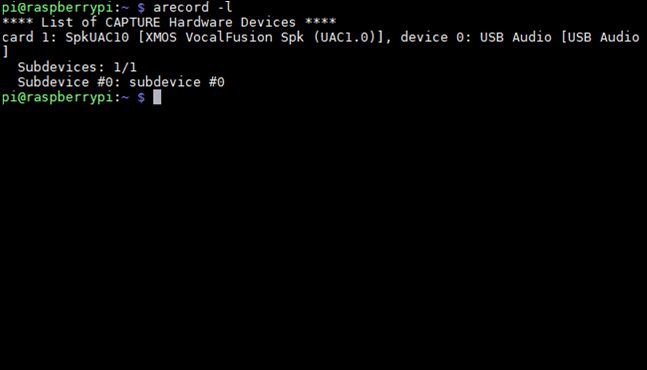 pi@raspberrypi:~ $ arecord -l
**** List of CAPTURE Hardware Devices ****
card 1: SpkUAC10 [XMOS VocalFusion Spk (UAC1.0)], device 0: USB Audio [USB Audio
]
  Subdevices: 1/1
  Subdevice #0: subdevice #0
pi@raspberrypi:~ $